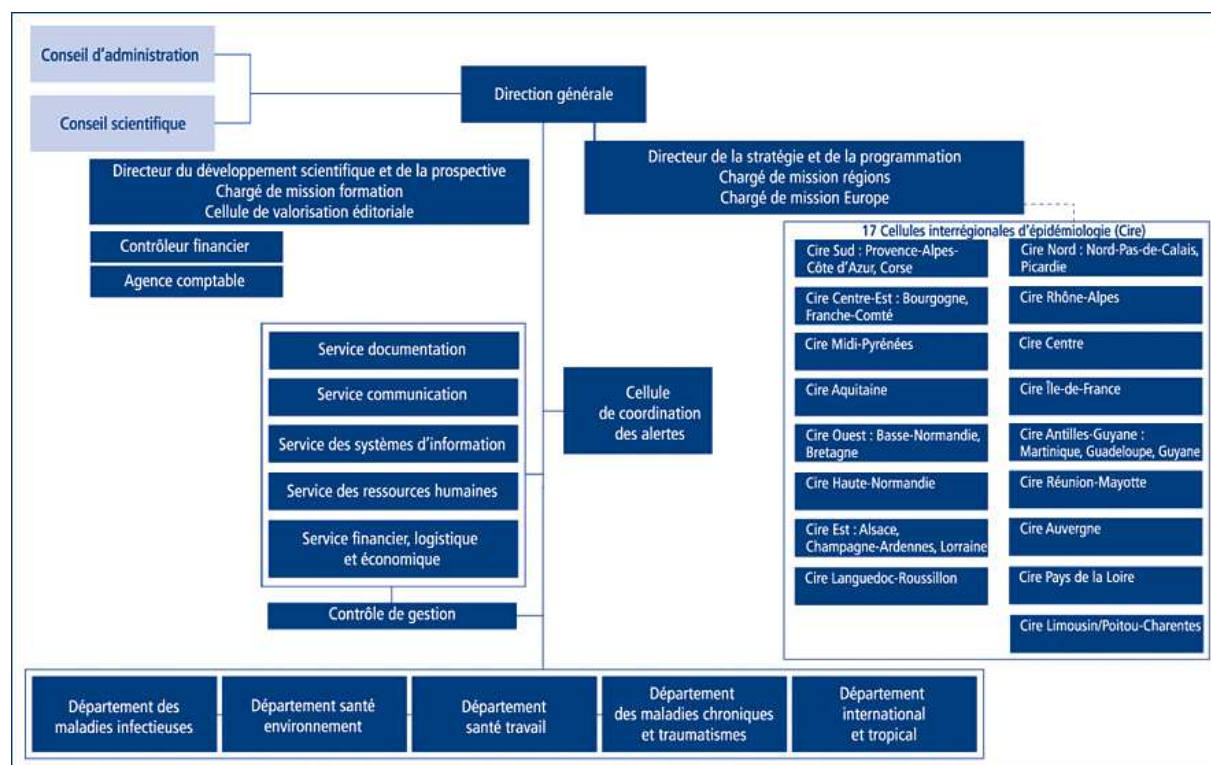 Conseil d'administration
Conseil scientifique
Direction générale
Directeur du développement scientifique et de la prospective
Chargé de mission formation
Cellule de valorisation éditoriale
Directeur de la stratégie et de la programmation
Chargé de mission régions
Chargé de mission Europe
Contrôleur financier
Agence comptable
17 Cellules interrégionales d'épidémiologie (Cire)
Cire Sud : Provence-Alpes-
Côte d'Azur, Corse
Cire Centre-Est : Bourgogne,
Franche-Comté
Cire Midi-Pyrénées
Cire Aquitaine
Cire Ouest : Basse-Normandie,
Bretagne
Cire Haute-Normandie
Cire Est : Alsace,
Champagne-Ardennes, Lorraine
Cire Languedoc-Roussillon
Cire Nord : Nord-Pas-de-Calais,
Picardie
Cire Rhône-Alpes
Cire Centre
Cire Île-de-France
Cire Antilles-Guyane :
Martinique, Guadeloupe, Guyane
Cire Réunion-Mayotte
Cire Auvergne
Cire Pays de la Loire
Cire Limousin/Poitou-Charentes
Service documentation
Service communication
Service des systèmes d'information
Service des ressources humaines
Service financier, logistique
et économique
Contrôle de gestion
Cellule
de coordination
des alertes
Département des
maladies infectieuses
Département santé
environnement
Département
santé travail
Département
des maladies chroniques
et traumatismes
Département
international
et tropical